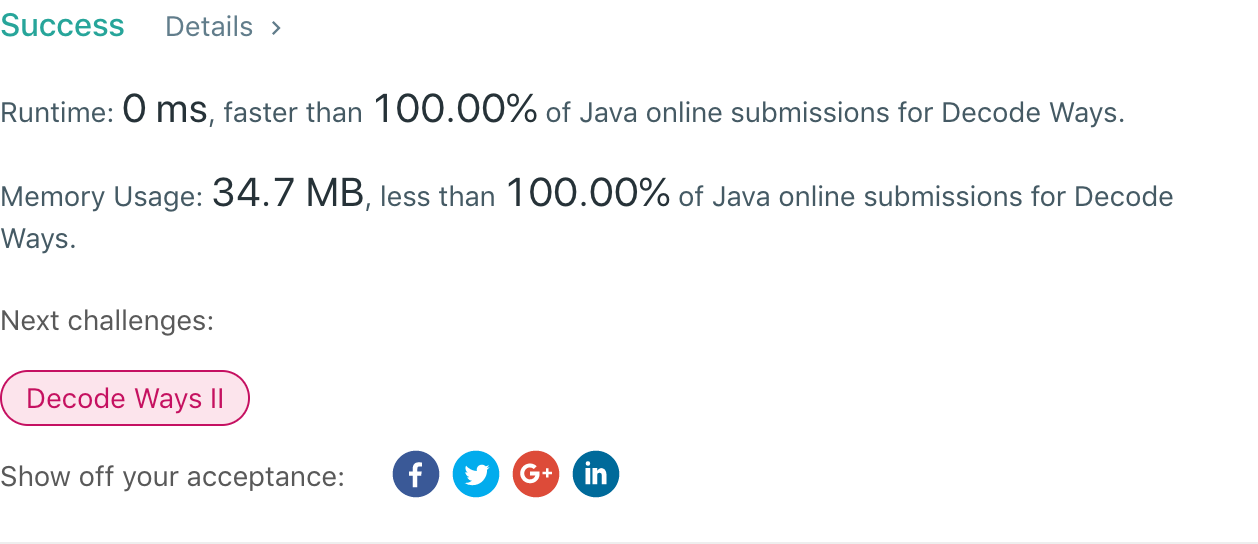 Success Details >
Runtime: 0 ms, faster than 100.00% of Java online submissions for Decode Ways.
Memory Usage: 34.7 MB, less than 100.00% of Java online submissions for Decode
Ways.
Next challenges:
Decode Ways II
Show off your acceptance: f G+ in